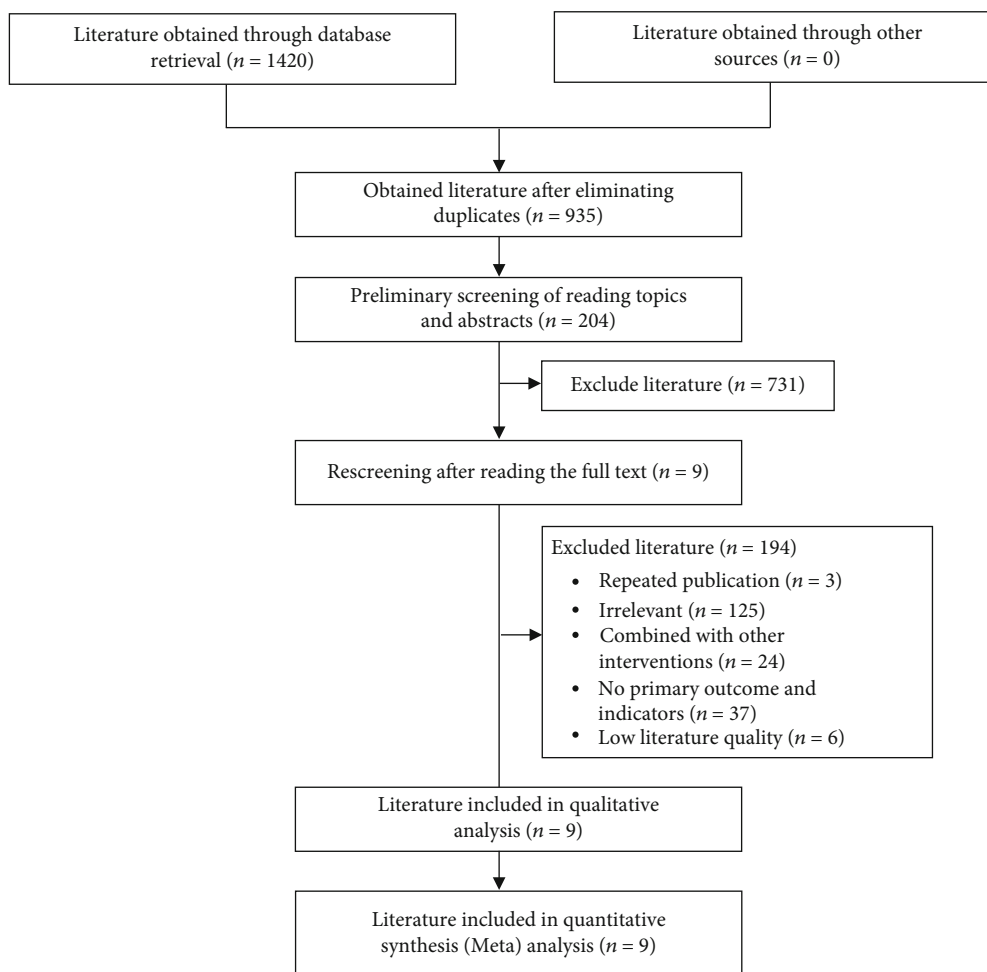 Literature obtained through database
retrieval (n = 1420)
Literature obtained through other
sources (n = 0)
Obtained literature after eliminating
duplicates (n = 935)
Preliminary screening of reading topics
and abstracts (n = 204)
Exclude literature (n = 731)
Rescreening after reading the full text (n = 9)
Excluded literature (n = 194)
• Repeated publication (n = 3)
• Irrelevant (n = 125)
• Combined with other
interventions (n = 24)
• No primary outcome and
indicators (n = 37)
• Low literature quality (n = 6)
Literature included in qualitative
analysis (n = 9)
Literature included in quantitative
synthesis (Meta) analysis (n = 9)